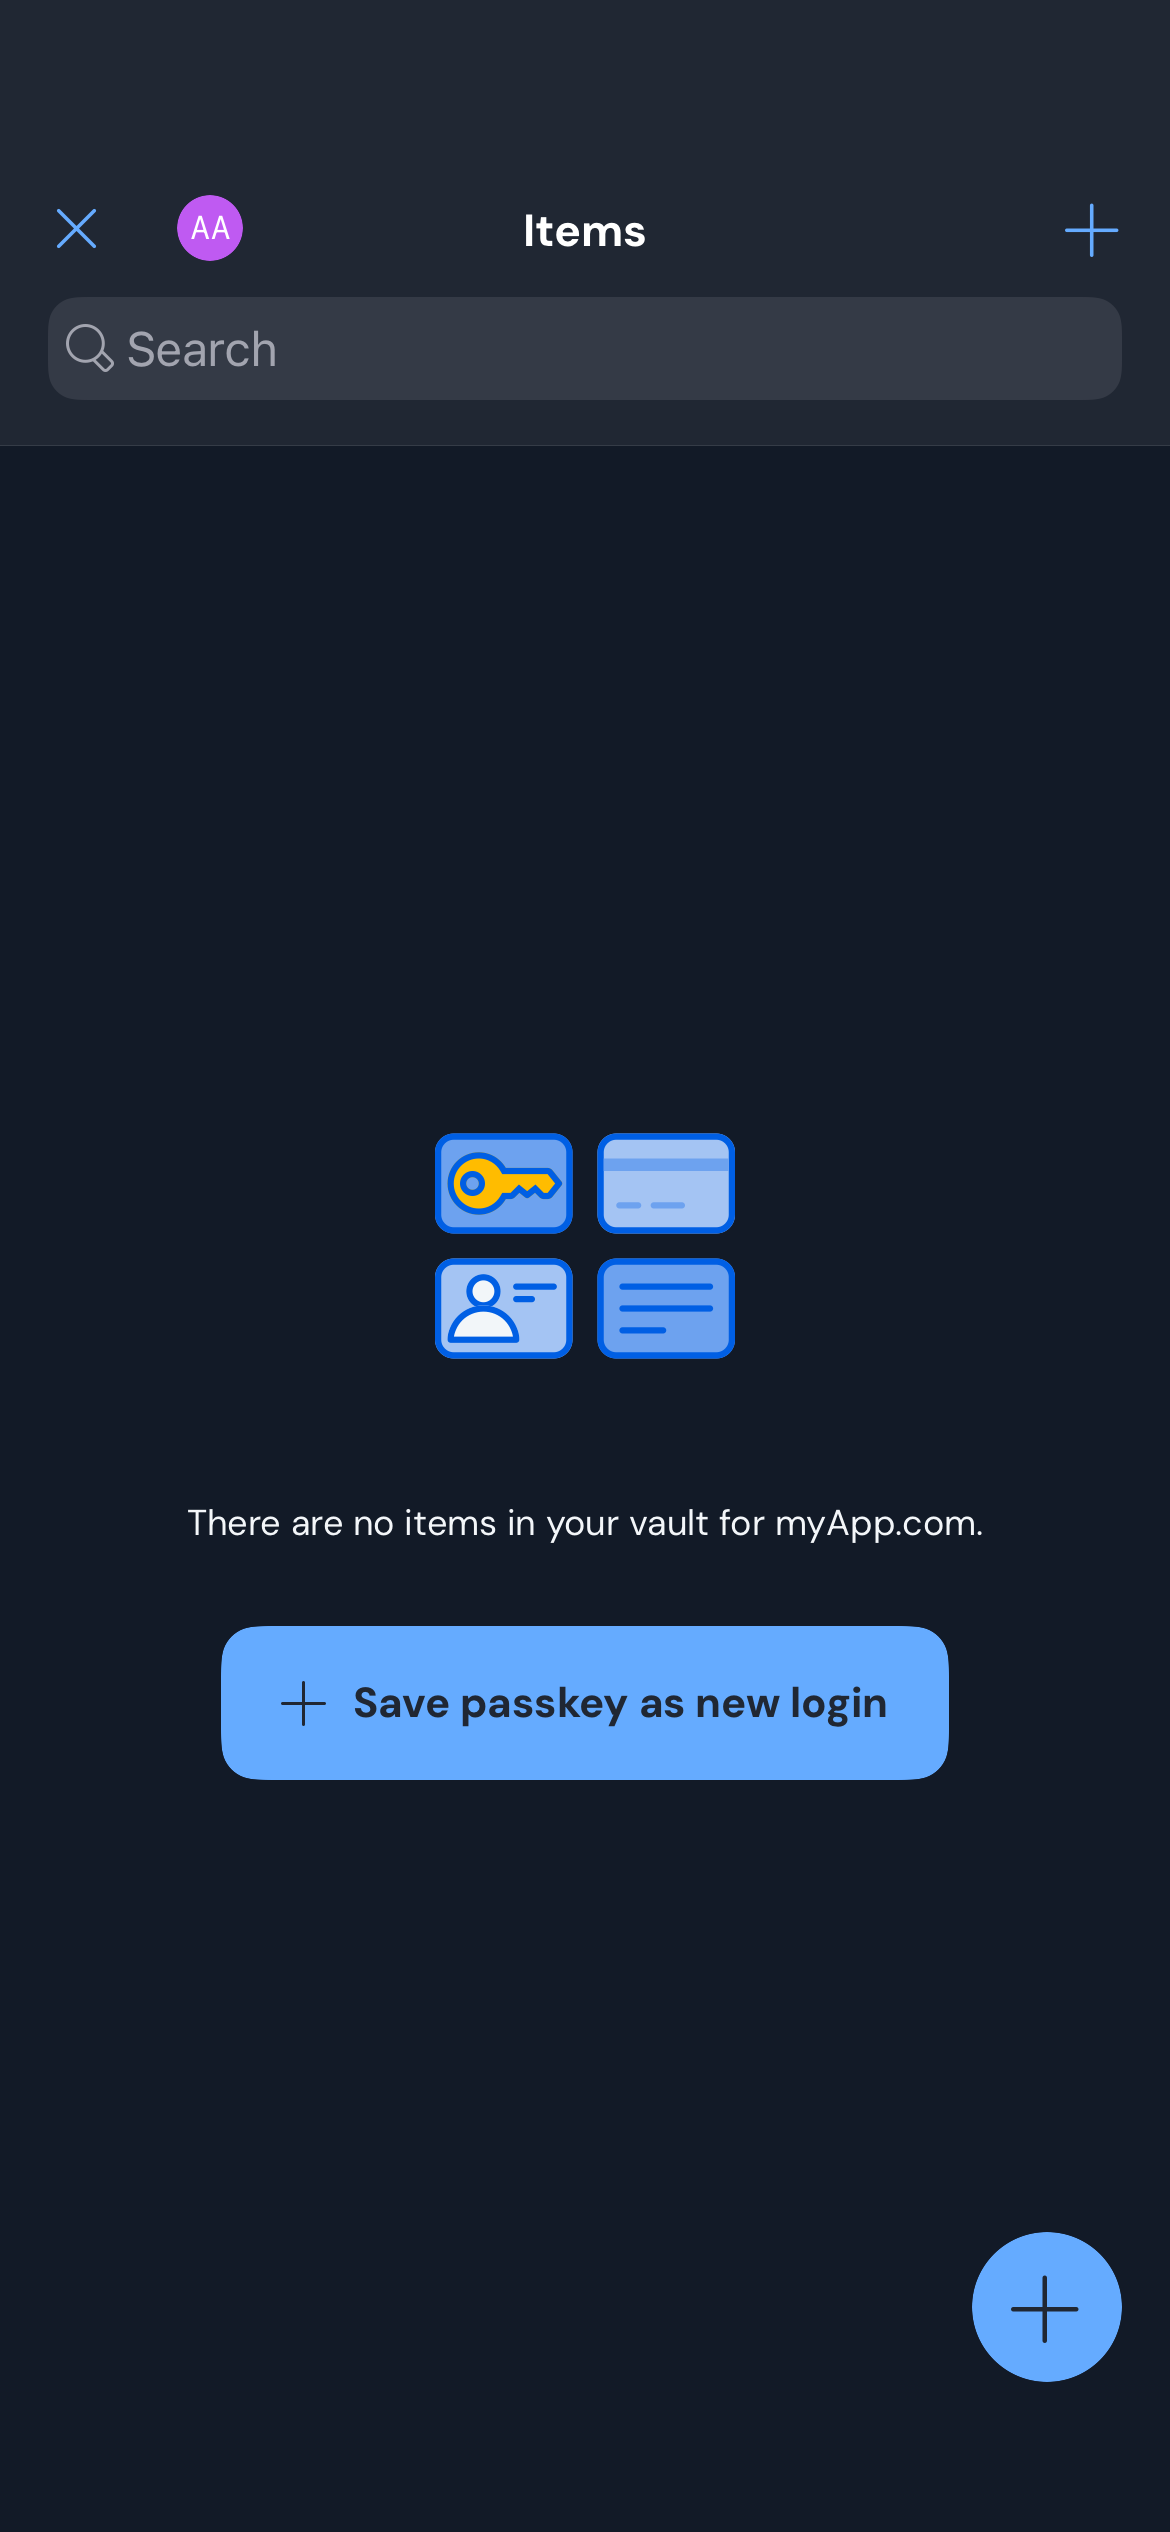 AA
Items
Search
There are no items in your vault for myApp.com.
Save passkey as new login